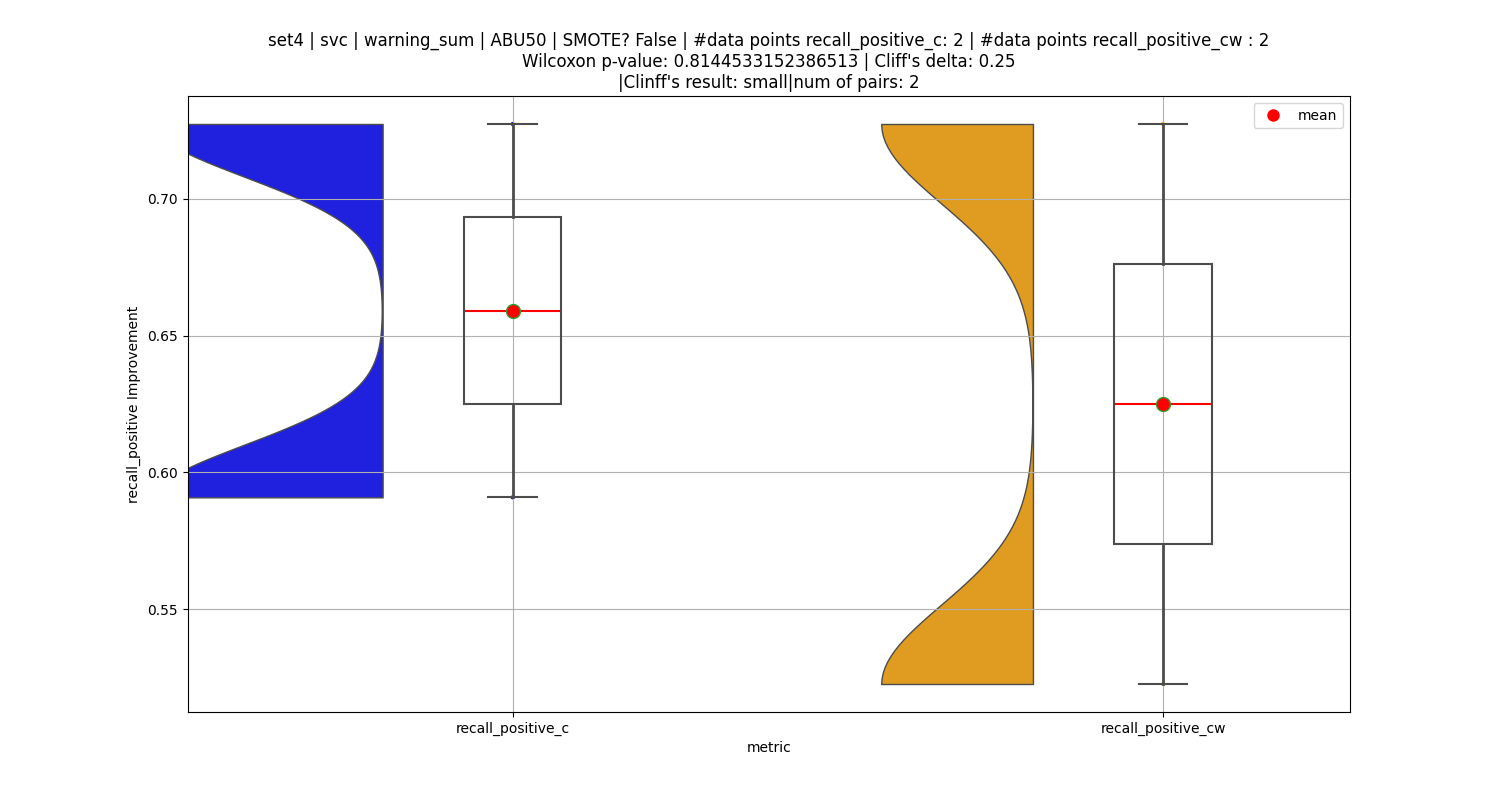 set4 | svc | warning_sum | ABU50 | SMOTE? False | #data points recall_positive_c: 2 | #data points recall_positive_cw : 2
Wilcoxon p-value: 0.8144533152386513 | Cliff's delta: 0.25
|Clinff's result: small|num of pairs: 2
mean
recall_positive Improvement
0.70
0.65
0.60
0.55
recall_positive_c
recall_positive_cw
metric